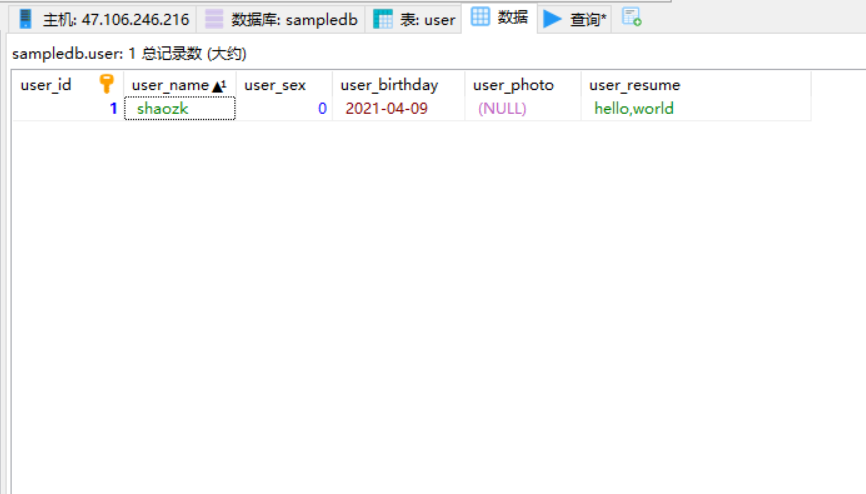 主机: 47.106.246.216 数据库: sampledb 表: user 数据 查询*
sampledb.user: 1 总记录数 (大约)
user_id user_name ▲1 user_sex user_birthday user_photo user_resume
1 shaozk 0 2021-04-09 (NULL) hello,world